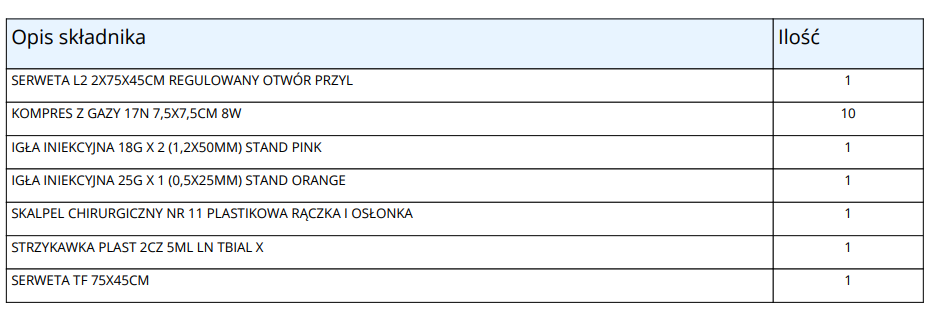 Opis składnika Ilość
SERWETA L2 2X75X45CM REGULOWANY OTWÓR PRZYL 1
KOMPRES Z GAZY 17N 7,5X7,5CM 8W 10
IGŁA INIEKCYJNA 18G X 2 (1,2X50MM) STAND PINK 1
IGŁA INIEKCYJNA 25G X 1 (0,5X25MM) STAND ORANGE 1
SKALPEL CHIRURGICZNY NR 11 PLASTIKOWA RĄCZKA I OSŁONKA 1
STRZYKAWKA PLAST 2CZ 5ML LN TBIAL X 1
SERWETA TF 75X45CM 1